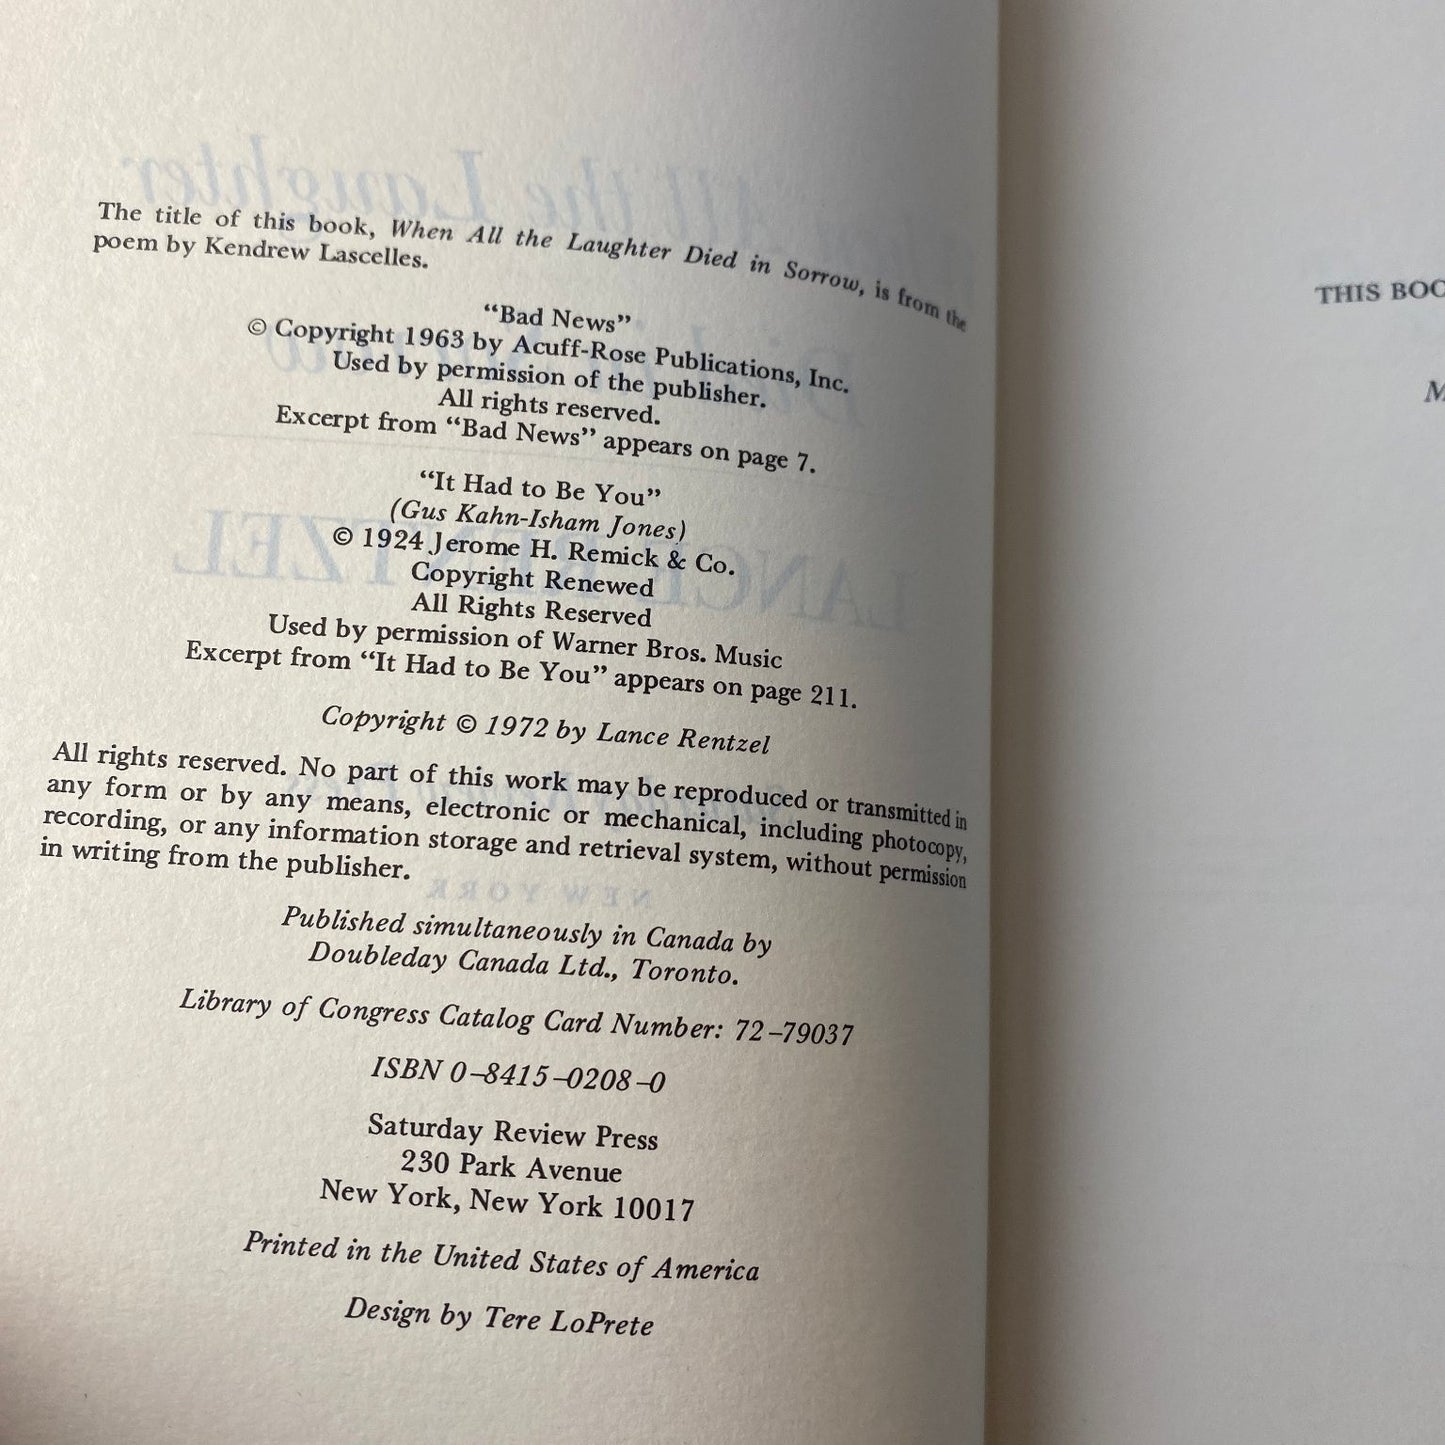 The title of this book, When All the Laughter Died in Sorrow, is from the
poem by Kendrew Lascelles.
“Bad News”
© Copyright 1963 by Acuff-Rose Publications, Inc.
Used by permission of the publisher.
All rights reserved.
Excerpt from “Bad News” appears on page 7.
“It Had to Be You”
(Gus Kahn-Isham Jones)
© 1924 Jerome H. Remick & Co.
Copyright Renewed
All Rights Reserved
Used by permission of Warner Bros. Music
Excerpt from “It Had to Be You” appears on page 211.
Copyright © 1972 by Lance Rentzel
All rights reserved. No part of this work may be reproduced or transmitted in
any form or by any means, electronic or mechanical, including photocopy,
recording, or any information storage and retrieval system, without permission
in writing from the publisher.
Published simultaneously in Canada by
Doubleday Canada Ltd., Toronto.
Library of Congress Catalog Card Number: 72–79037
ISBN 0–8415–0208–0
Saturday Review Press
230 Park Avenue
New York, New York 10017
Printed in the United States of America
Design by Tere LoPrete
THIS BOO
M